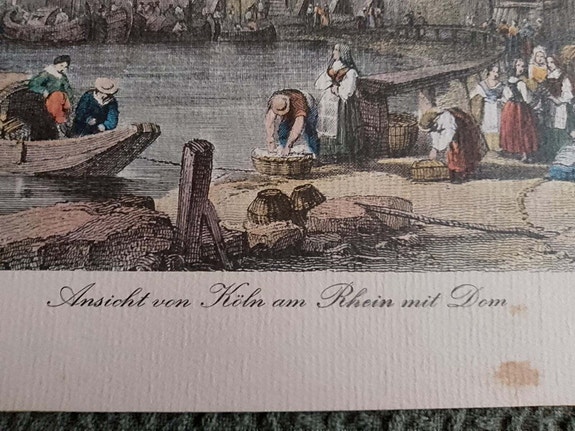 Ansicht von Köln am Rhein mit Dom